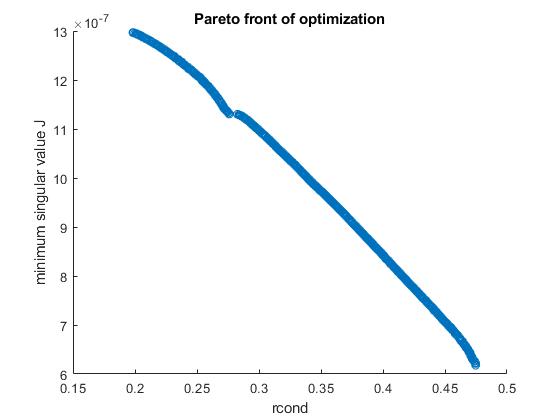 Pareto front of optimization
×10⁻⁷
13
12
11
10
9
8
7
6
minimum singular value J
0.15 0.2 0.25 0.3 0.35 0.4 0.45 0.5
rcond